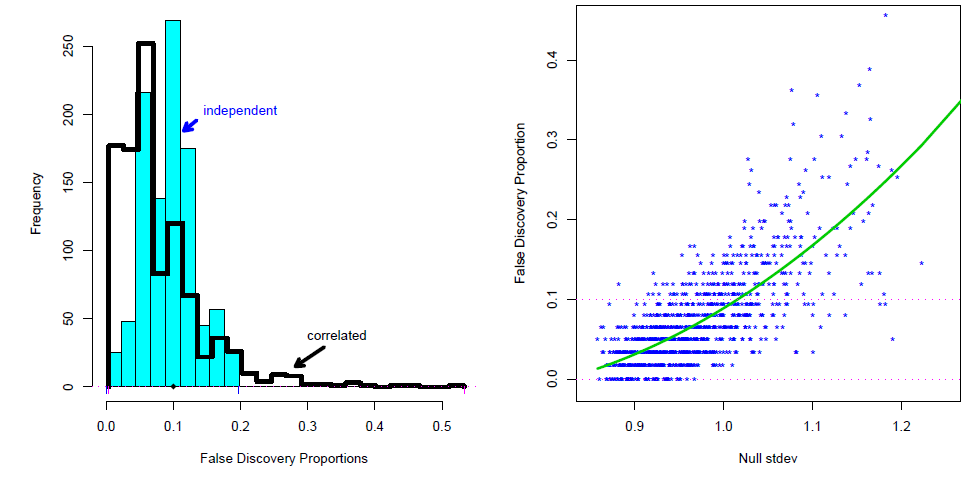 250
200
150
100
50
0
Frequency
independent
correlated
0.0 0.1 0.2 0.3 0.4 0.5
False Discovery Proportions
0.4
0.3
0.2
0.1
0.0
False Discovery Proportion
0.9 1.0 1.1 1.2
Null stdev